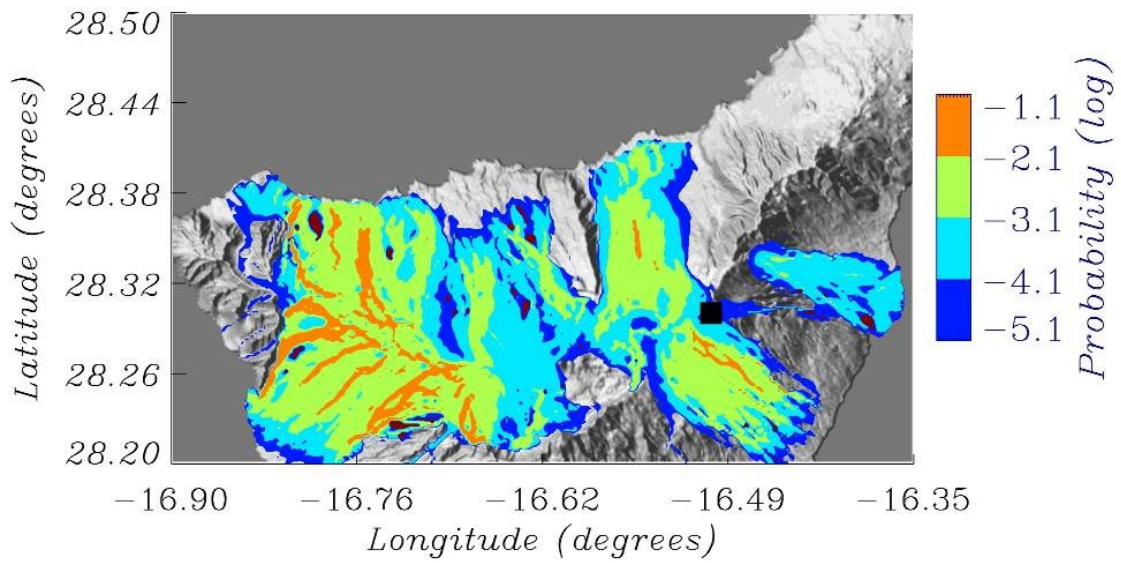 28.50
28.44
28.38
28.32
28.26
28.20
Latitude (degrees)
-16.90 -16.76 -16.62 -16.49 -16.35
Longitude (degrees)
-1.1
-2.1
-3.1
-4.1
-5.1
Probability (log)